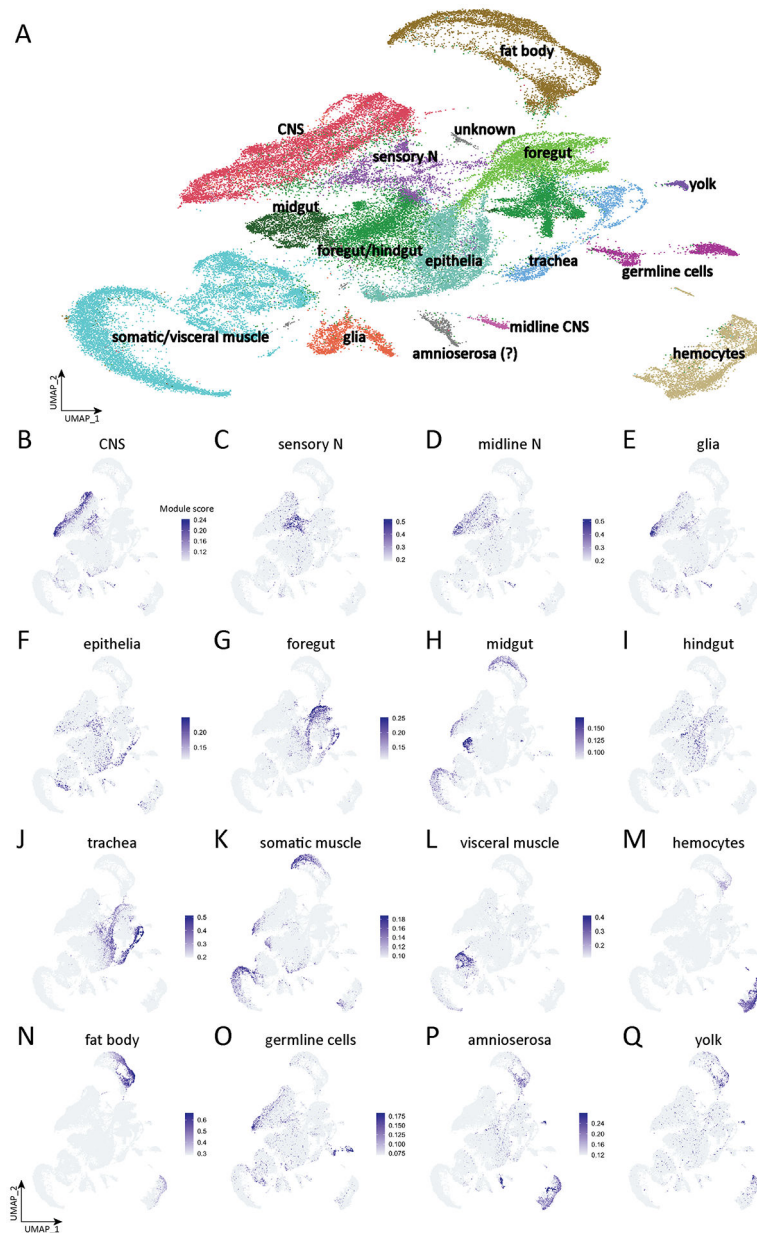 A
fat body
CNS
unknown
sensory N
foregut
yolk
midgut
foregut/hindgut
epithelia
trachea
germline cells
somatic/visceral muscle
glia
midline CNS
amnioserosa (?)
hemocytes
UMAP_2
UMAP_1
B CNS
Module score
0.24
0.20
0.16
0.12
C sensory N
0.5
0.4
0.3
0.2
D midline N
0.5
0.4
0.3
0.2
E glia
0.5
0.4
0.3
0.2
F epithelia
0.20
0.15
G foregut
0.25
0.20
0.15
H midgut
0.150
0.125
0.100
I hindgut
0.20
0.15
J trachea
0.5
0.4
0.3
0.2
K somatic muscle
0.18
0.16
0.14
0.12
0.10
L visceral muscle
0.4
0.3
0.2
M hemocytes
N fat body
0.6
0.5
0.4
0.3
O germline cells
0.175
0.150
0.125
0.100
0.075
P amnioserosa
0.24
0.20
0.16
0.12
Q yolk
UMAP_2
UMAP_1